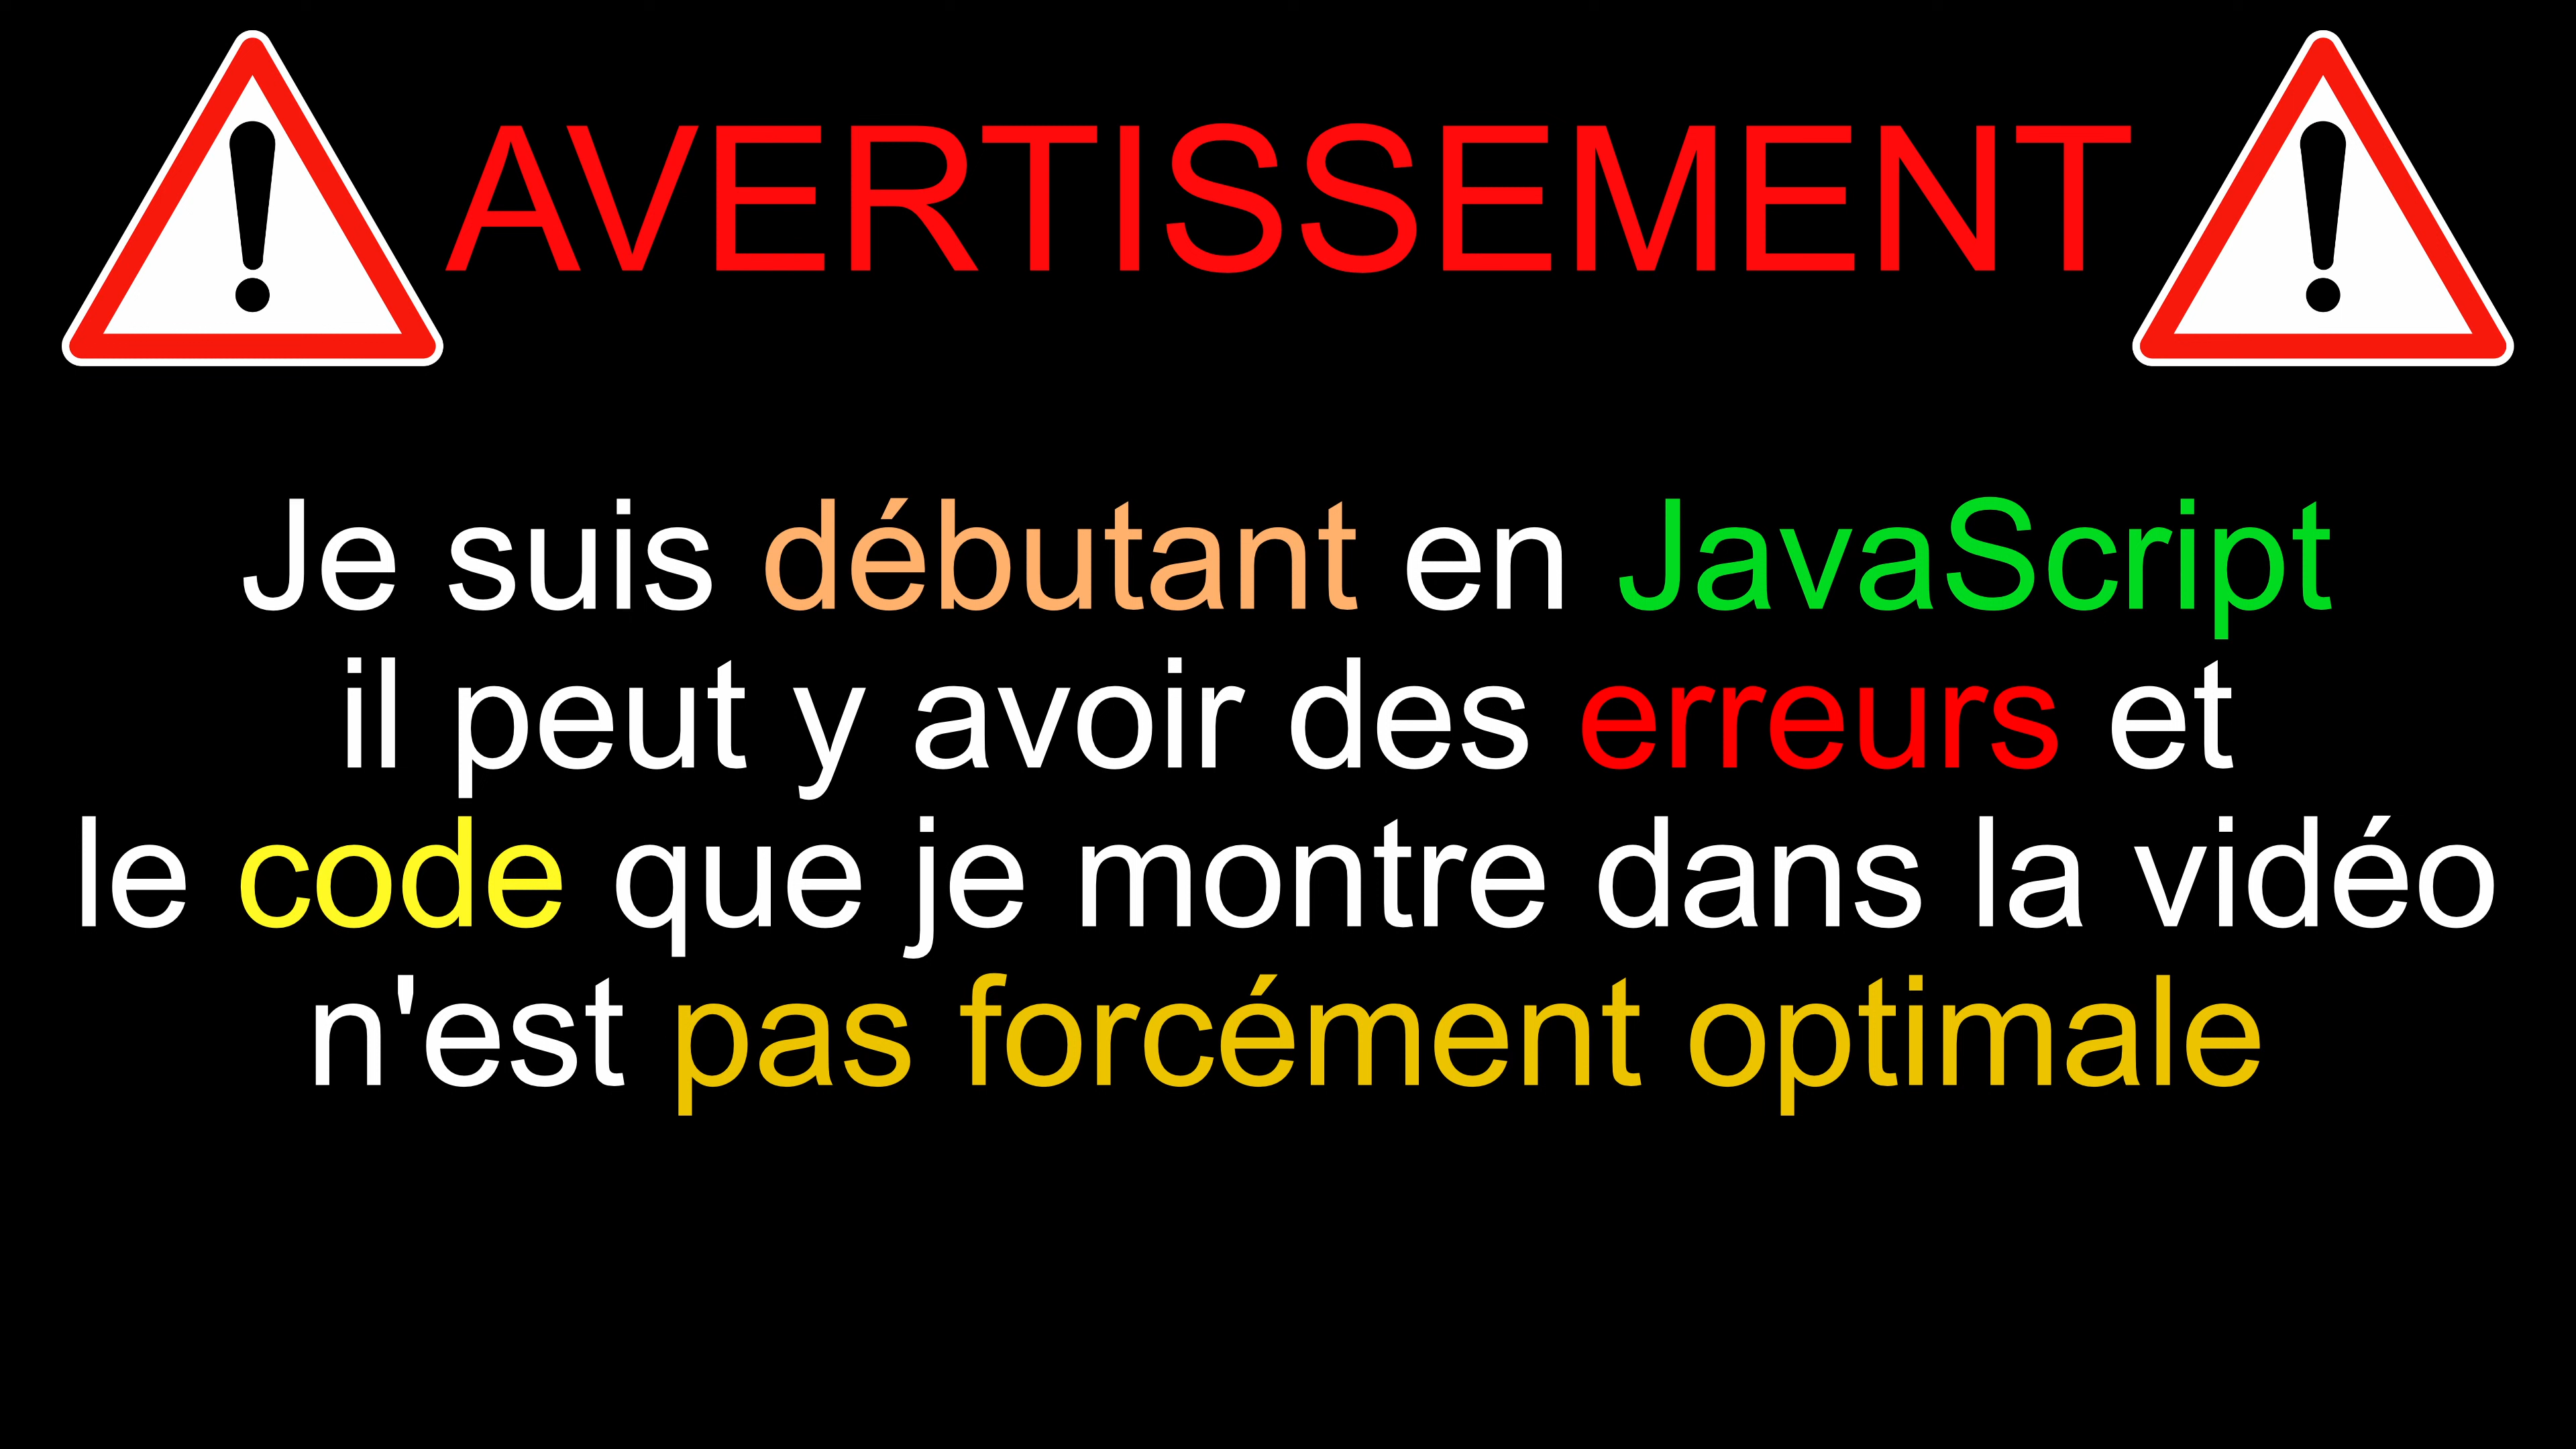 AVERTISSEMENT
Je suis débutant en JavaScript
il peut y avoir des erreurs et
le code que je montre dans la vidéo
n'est pas forcément optimale